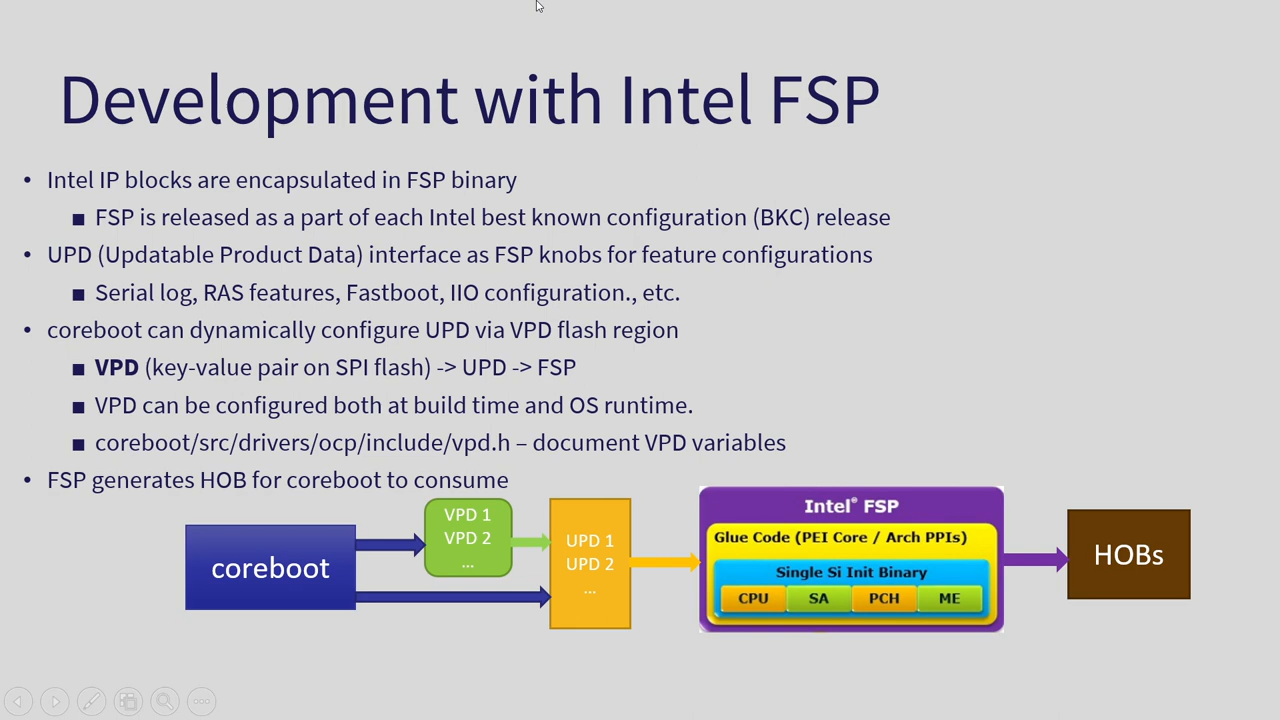 Development with Intel FSP
• Intel IP blocks are encapsulated in FSP binary
■ FSP is released as a part of each Intel best known configuration (BKC) release
• UPD (Updatable Product Data) interface as FSP knobs for feature configurations
■ Serial log, RAS features, Fastboot, IIO configuration., etc.
• coreboot can dynamically configure UPD via VPD flash region
■ VPD (key-value pair on SPI flash) -> UPD -> FSP
■ VPD can be configured both at build time and OS runtime.
■ coreboot/src/drivers/ocp/include/vpd.h – document VPD variables
• FSP generates HOB for coreboot to consume
coreboot
VPD 1
VPD 2
...
UPD 1
UPD 2
...
Intel® FSP
Glue Code (PEI Core / Arch PPIs)
Single Si Init Binary
CPU SA PCH ME
HOBs